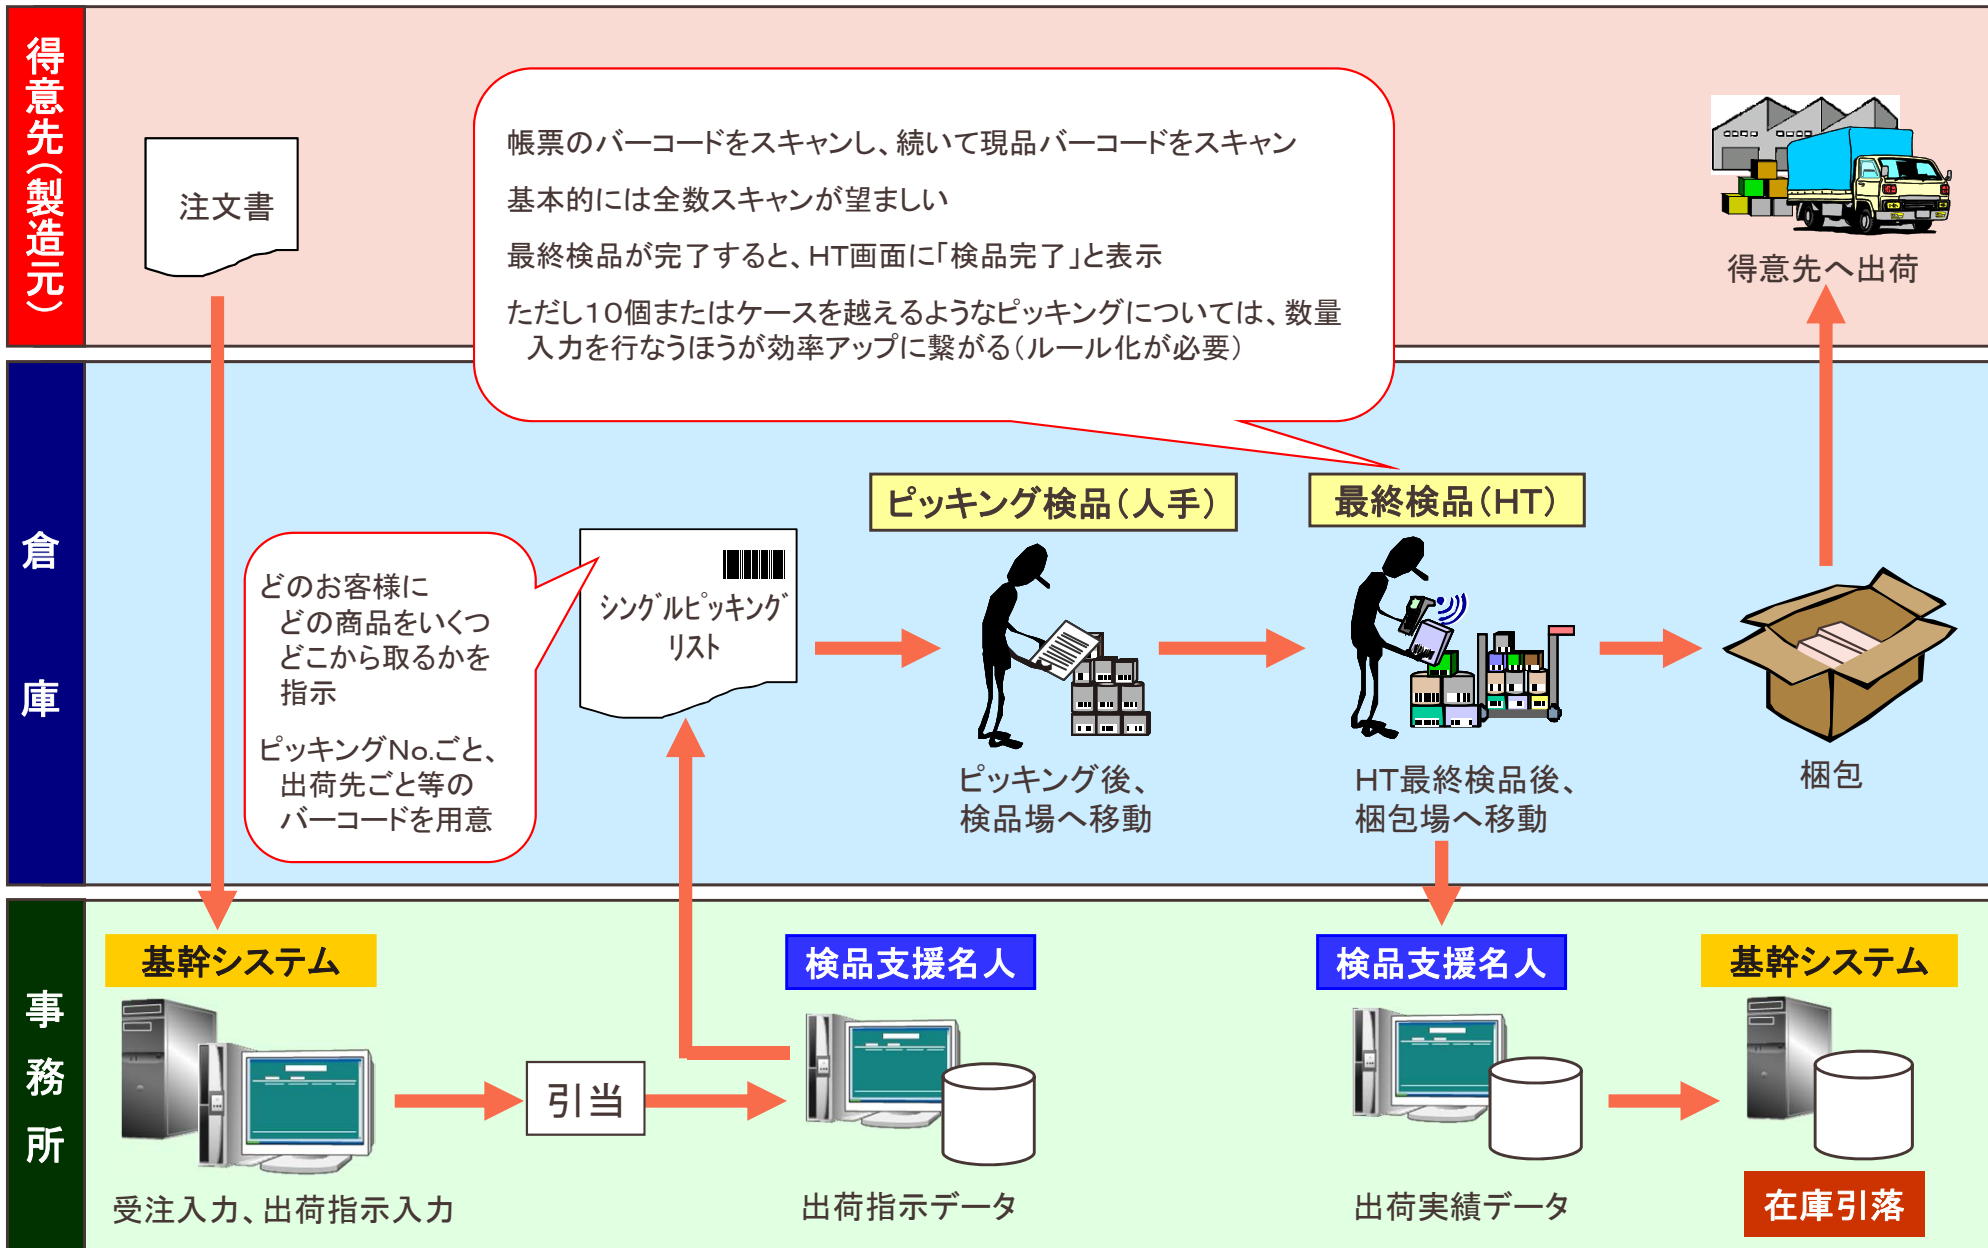 得意先（製造元）
注文書
帳票のバーコードをスキャンし、続いて現品バーコードをスキャン
基本的には全数スキャンが望ましい
最終検品が完了すると、HT画面に「検品完了」と表示
ただし１０個またはケースを越えるようなピッキングについては、数量
入力を行なうほうが効率アップに繋がる（ルール化が必要）
得意先へ出荷
倉庫
どのお客様に
どの商品をいくつ
どこから取るかを
指示
ピッキングNo.ごと、
出荷先ごと等の
バーコードを用意
シングルピッキング
リスト
ピッキング検品（人手）
最終検品（HT）
ピッキング後、
検品場へ移動
HT最終検品後、
梱包場へ移動
梱包
事務所
基幹システム
受注入力、出荷指示入力
引当
検品支援名人
出荷指示データ
検品支援名人
出荷実績データ
基幹システム
在庫引落